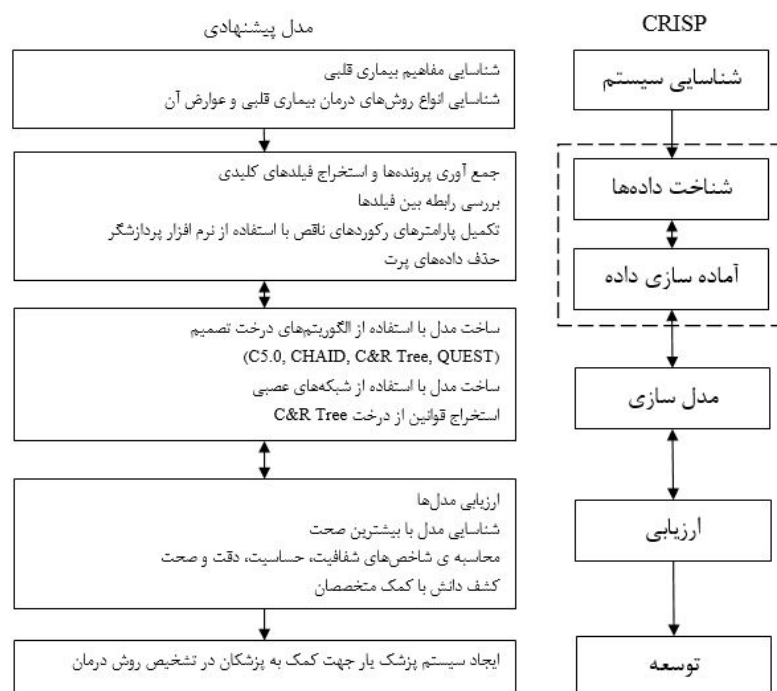 CRISP
شناسایی سیستم
شناخت داده‌ها
آماده سازی داده
مدل سازی
ارزیابی
توسعه
مدل پیشنهادی
شناسایی مفاهیم بیماری قلبی
شناسایی انواع روش‌های درمان بیماری قلبی و عوارض آن
جمع آوری پرونده‌ها و استخراج فیلدهای کلیدی
بررسی رابطه بین فیلدها
تکمیل پارامترهای رکوردهای ناقص با استفاده از نرم افزار پردازشگر
حذف داده‌های پرت
ساخت مدل با استفاده از الگوریتم‌های درخت تصمیم
(C5.0, CHAID, C&R Tree, QUEST)
ساخت مدل با استفاده از شبکه‌های عصبی
استخراج قوانین از درخت C&R Tree
ارزیابی مدل‌ها
شناسایی مدل با بیشترین صحت
محاسبه ی شاخص‌های شفافیت، حساسیت، دقت و صحت
کشف دانش با کمک متخصصان
ایجاد سیستم پزشک یار جهت کمک به پزشکان در تشخیص روش درمان